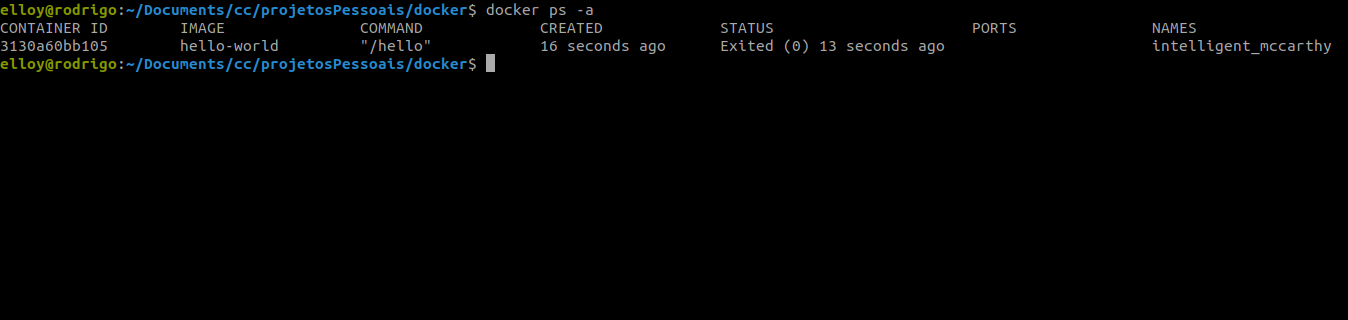 elloy@rodrigo:~/Documents/cc/projetosPessoais/docker$ docker ps -a
CONTAINER ID        IMAGE               COMMAND             CREATED             STATUS                      PORTS               NAMES
3130a60bb105        hello-world         "/hello"            16 seconds ago      Exited (0) 13 seconds ago                       intelligent_mccarthy
elloy@rodrigo:~/Documents/cc/projetosPessoais/docker$